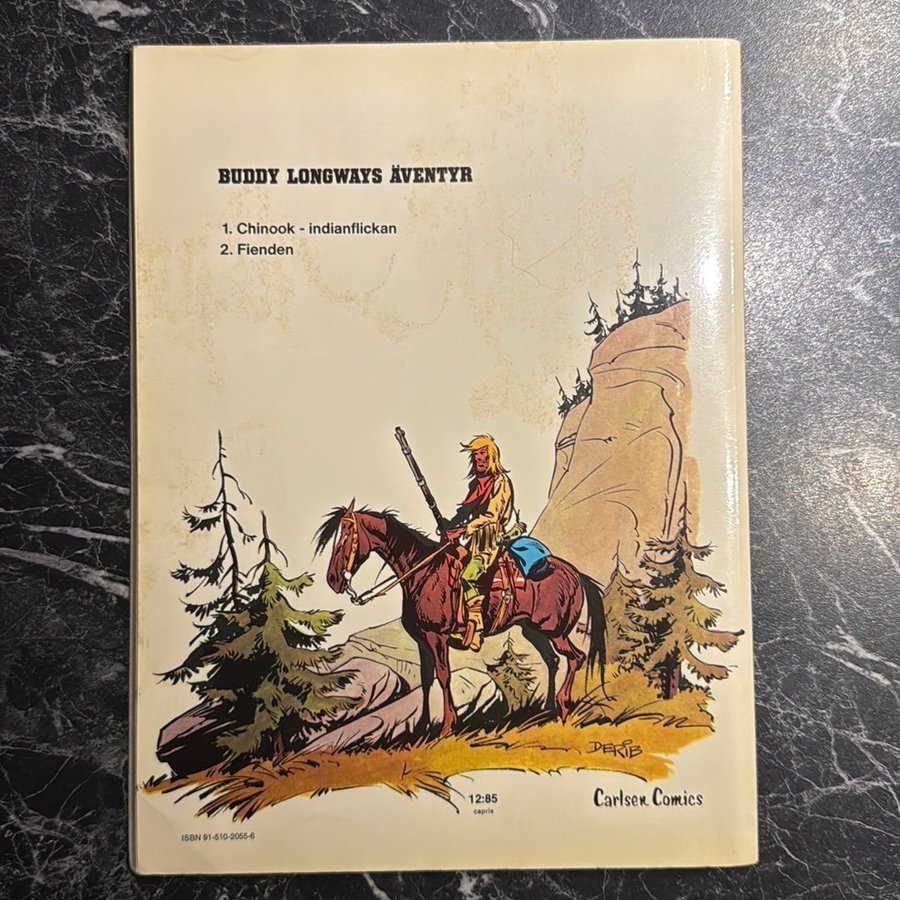 BUDDY LONGWAYS ÄVENTYR
1. Chinook - indianflickan
2. Fienden
DERIB
12:85
capris
Carlsen Comics
ISBN 91-510-2055-6